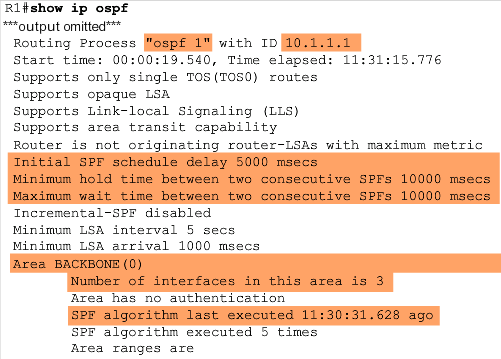 R1#show ip ospf
***output omitted***
Routing Process "ospf 1" with ID 10.1.1.1
Start time: 00:00:19.540, Time elapsed: 11:31:15.776
Supports only single TOS(TOS0) routes
Supports opaque LSA
Supports Link-local Signaling (LLS)
Supports area transit capability
Router is not originating router-LSAs with maximum metric
Initial SPF schedule delay 5000 msecs
Minimum hold time between two consecutive SPFs 10000 msecs
Maximum wait time between two consecutive SPFs 10000 msecs
Incremental-SPF disabled
Minimum LSA interval 5 secs
Minimum LSA arrival 1000 msecs
Area BACKBONE(0)
Number of interfaces in this area is 3
Area has no authentication
SPF algorithm last executed 11:30:31.628 ago
SPF algorithm executed 5 times
Area ranges are